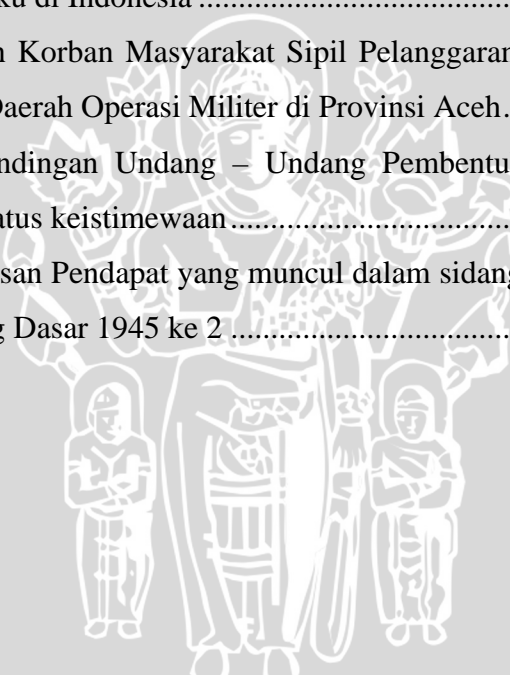 ku di Indonesia ....................................
n Korban Masyarakat Sipil Pelanggaran
Daerah Operasi Militer di Provinsi Aceh.
ndingan Undang – Undang Pembentu
atus keistimewaan ................................
san Pendapat yang muncul dalam sidang
g Dasar 1945 ke 2 ................................